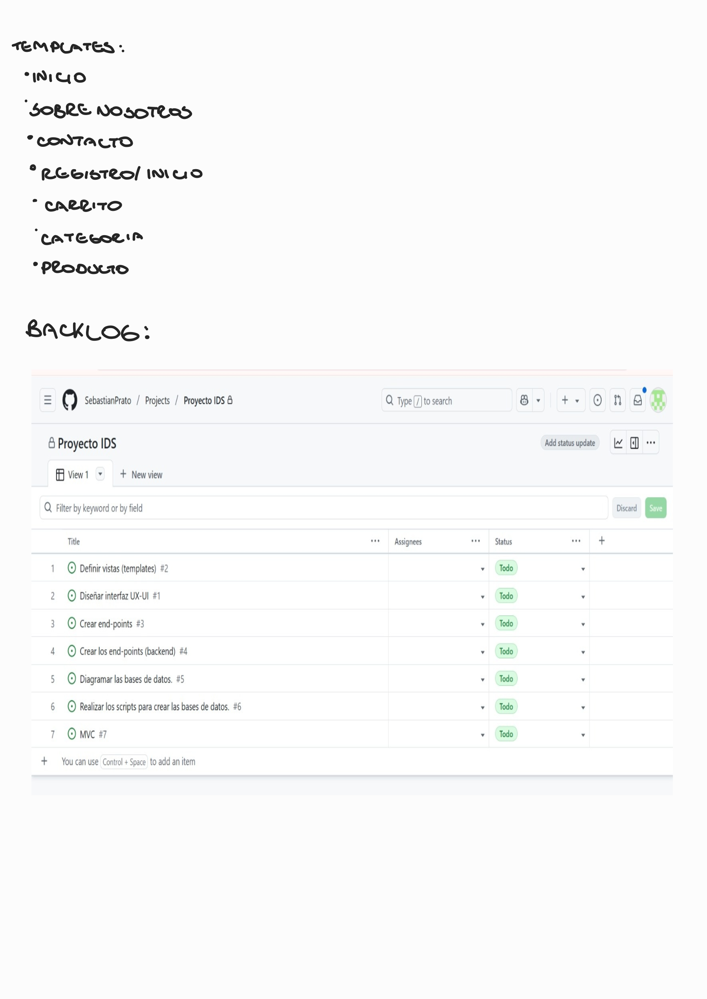 TEMPLATES:
• INICIO
• SOBRE NOSOTROS
• CONTACTO
• REGISTRO/ INICIO
• CARRITO
• CATEGORIA
• PRODUCTO
BACKLOG:
SebastianPrato / Projects / Proyecto IDS
Type / to search
Proyecto IDS
Add status update
View 1
+ New view
Filter by keyword or by field
Discard Save
Title ... Assignees ... Status ... +
1 Definir vistas (templates) #2 Todo
2 Diseñar interfaz UX-UI #1 Todo
3 Crear end-points #3 Todo
4 Crear los end-points (backend) #4 Todo
5 Diagramar las bases de datos. #5 Todo
6 Realizar los scripts para crear las bases de datos. #6 Todo
7 MVC #7 Todo
+ You can use Control + Space to add an item